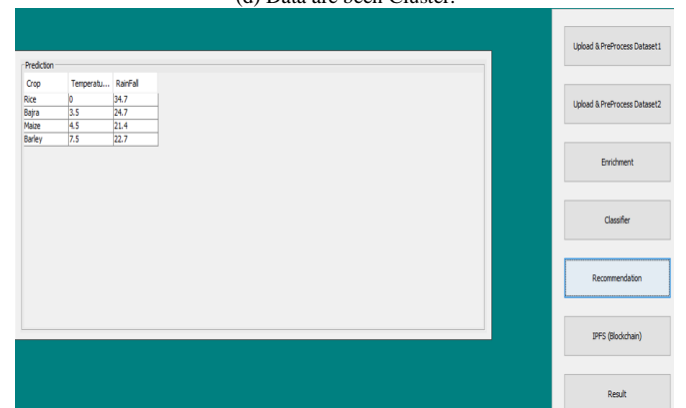 (d) Data are been Cluster.
Upload & PreProcess Dataset1
Prediction
Crop Temperatu... RainFall
Rice 0 34.7
Bajra 3.5 24.7
Maize 4.5 21.4
Barley 7.5 22.7
Upload & PreProcess Dataset2
Enrichment
Classifier
Recommendation
IPFS (Blockchain)
Result